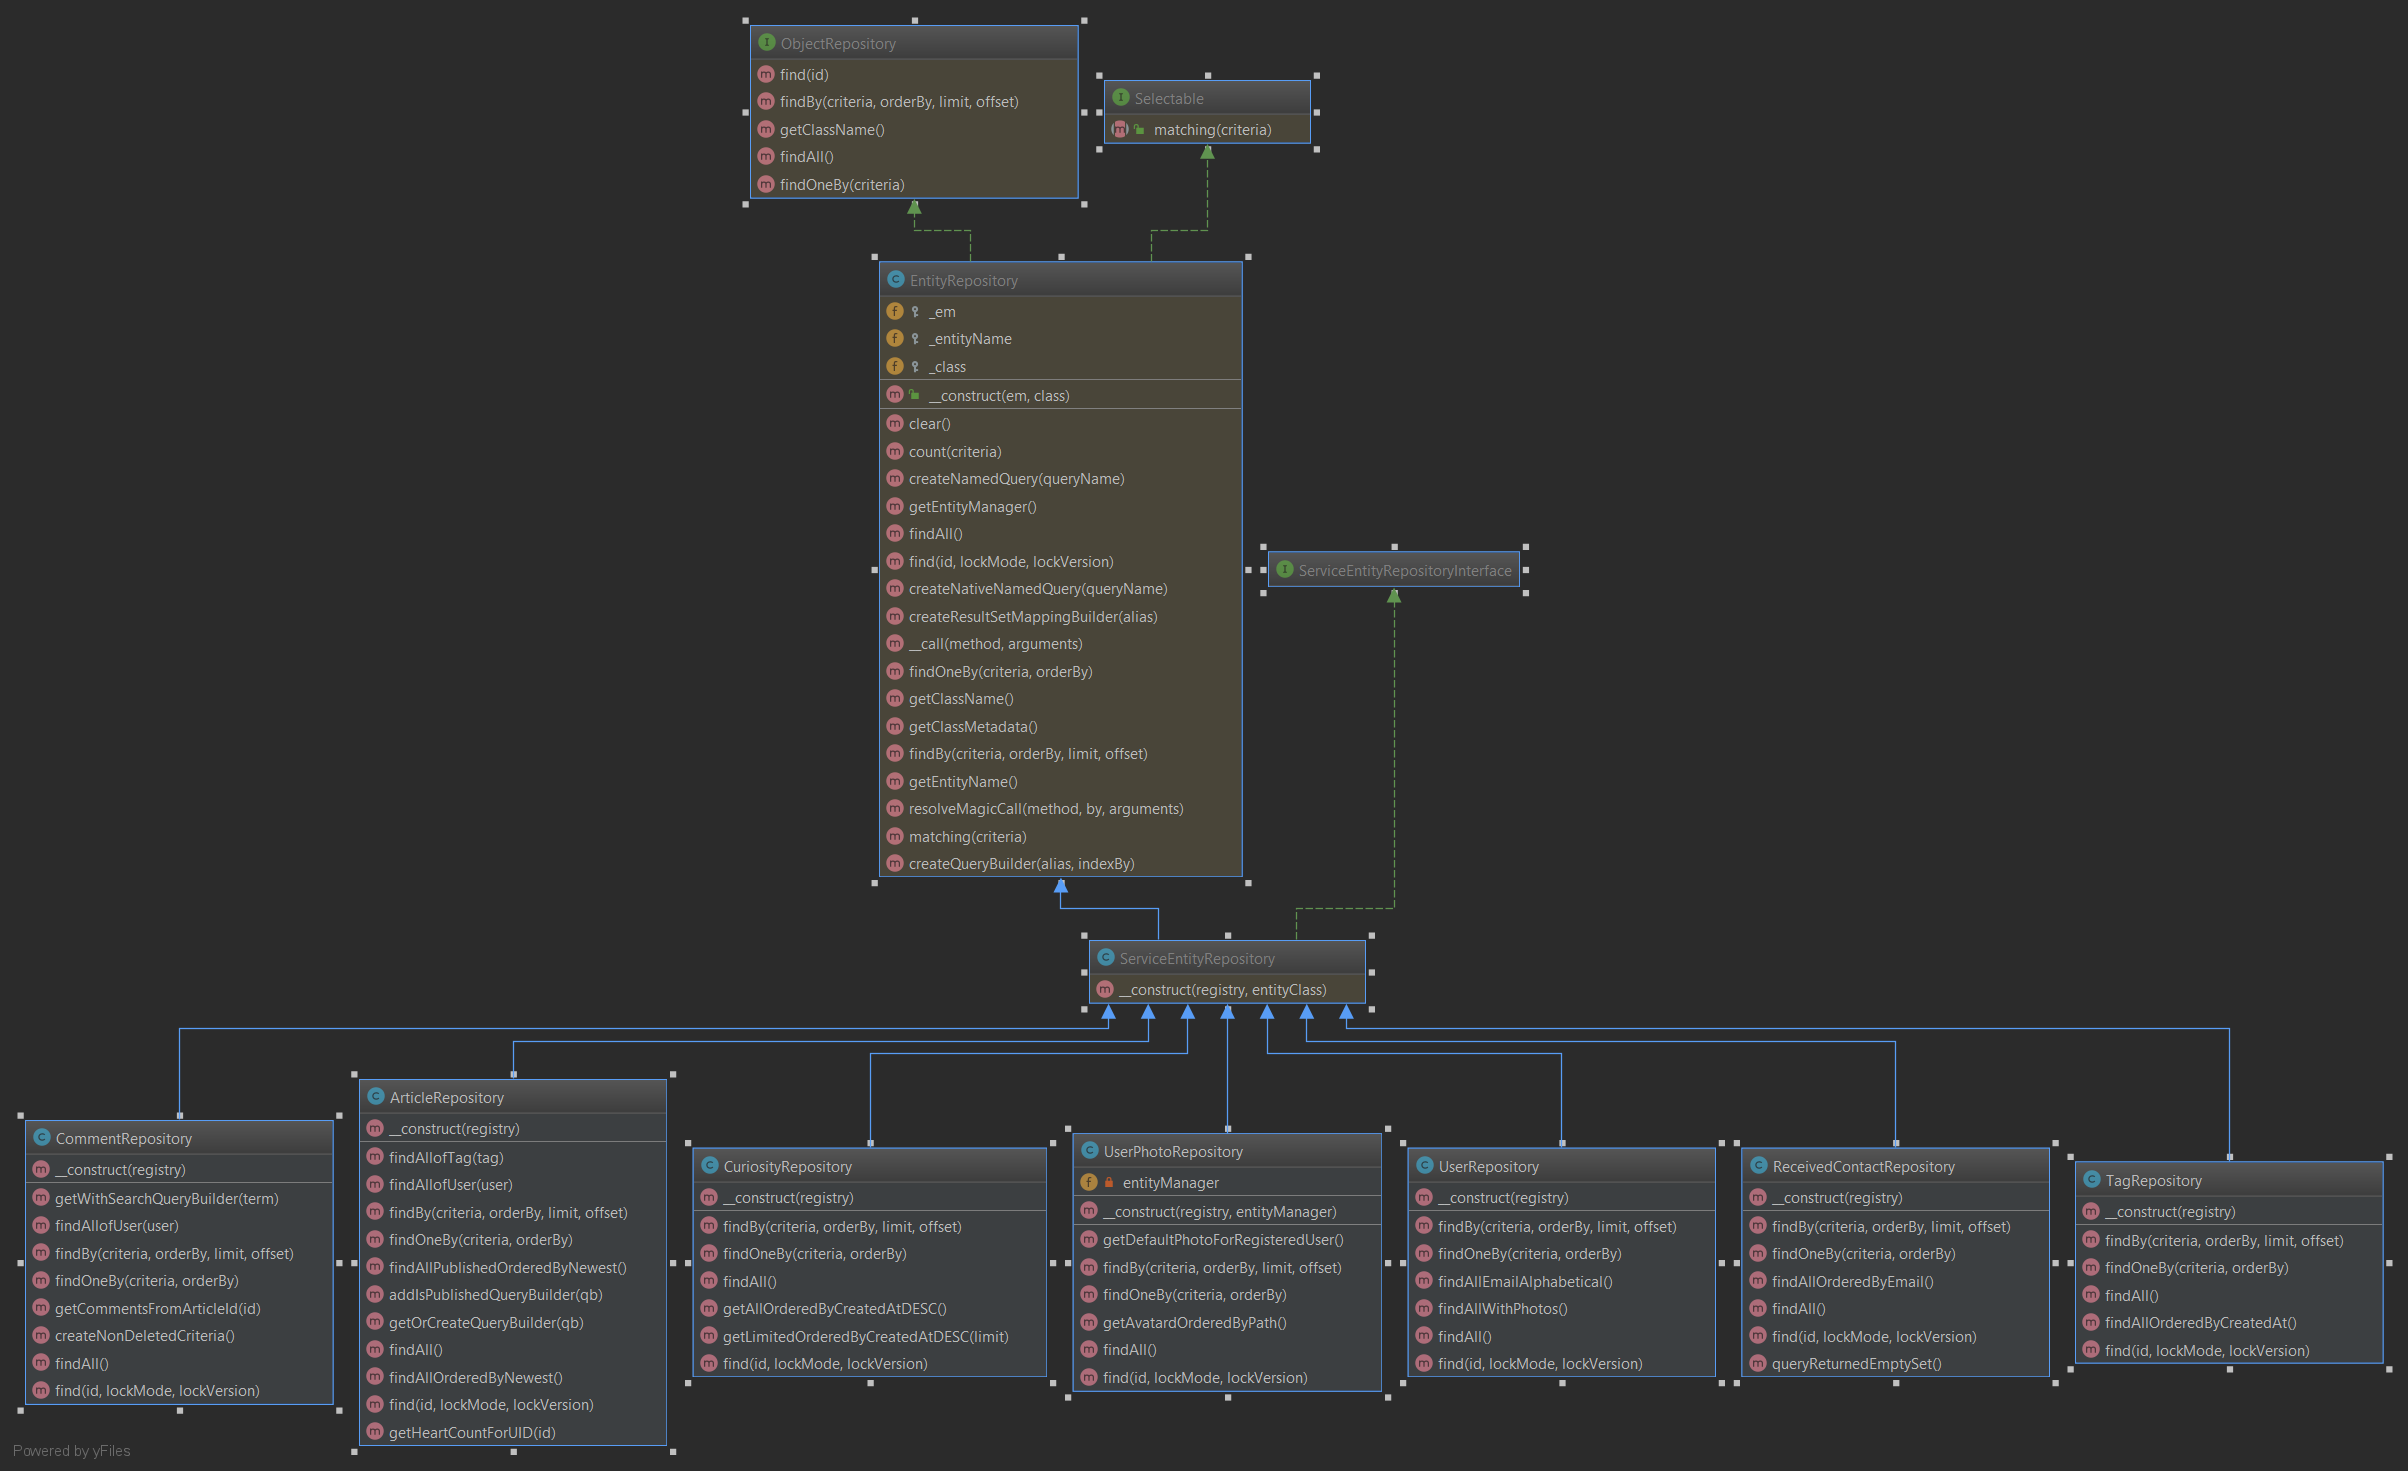 ObjectRepository
find(id)
findBy(criteria, orderBy, limit, offset)
getClassName()
findAll()
findOneBy(criteria)
Selectable
matching(criteria)
EntityRepository
_em
_entityName
_class
__construct(em, class)
clear()
count(criteria)
createNamedQuery(queryName)
getEntityManager()
findAll()
find(id, lockMode, lockVersion)
createNativeNamedQuery(queryName)
createResultSetMappingBuilder(alias)
__call(method, arguments)
findOneBy(criteria, orderBy)
getClassName()
getClassMetadata()
findBy(criteria, orderBy, limit, offset)
getEntityName()
resolveMagicCall(method, by, arguments)
matching(criteria)
createQueryBuilder(alias, indexBy)
ServiceEntityRepositoryInterface
ServiceEntityRepository
__construct(registry, entityClass)
CommentRepository
__construct(registry)
getWithSearchQueryBuilder(term)
findAllofUser(user)
findBy(criteria, orderBy, limit, offset)
findOneBy(criteria, orderBy)
getCommentsFromArticleId(id)
createNonDeletedCriteria()
findAll()
find(id, lockMode, lockVersion)
ArticleRepository
__construct(registry)
findAllofTag(tag)
findAllofUser(user)
findBy(criteria, orderBy, limit, offset)
findOneBy(criteria, orderBy)
findAllPublishedOrderedByNewest()
addIsPublishedQueryBuilder(qb)
getOrCreateQueryBuilder(qb)
findAll()
findAllOrderedByNewest()
find(id, lockMode, lockVersion)
getHeartCountForUID(id)
CuriosityRepository
__construct(registry)
findBy(criteria, orderBy, limit, offset)
findOneBy(criteria, orderBy)
findAll()
getAllOrderedByCreatedAtDESC()
getLimitedOrderedByCreatedAtDESC(limit)
find(id, lockMode, lockVersion)
UserPhotoRepository
entityManager
__construct(registry, entityManager)
getDefaultPhotoForRegisteredUser()
findBy(criteria, orderBy, limit, offset)
findOneBy(criteria, orderBy)
getAvatardOrderedByPath()
findAll()
find(id, lockMode, lockVersion)
UserRepository
__construct(registry)
findBy(criteria, orderBy, limit, offset)
findOneBy(criteria, orderBy)
findAllEmailAlphabetical()
findAllWithPhotos()
findAll()
find(id, lockMode, lockVersion)
ReceivedContactRepository
__construct(registry)
findBy(criteria, orderBy, limit, offset)
findOneBy(criteria, orderBy)
findAllOrderedByEmail()
findAll()
find(id, lockMode, lockVersion)
queryReturnedEmptySet()
TagRepository
__construct(registry)
findBy(criteria, orderBy, limit, offset)
findOneBy(criteria, orderBy)
findAll()
findAllOrderedByCreatedAt()
find(id, lockMode, lockVersion)
Powered by yFiles